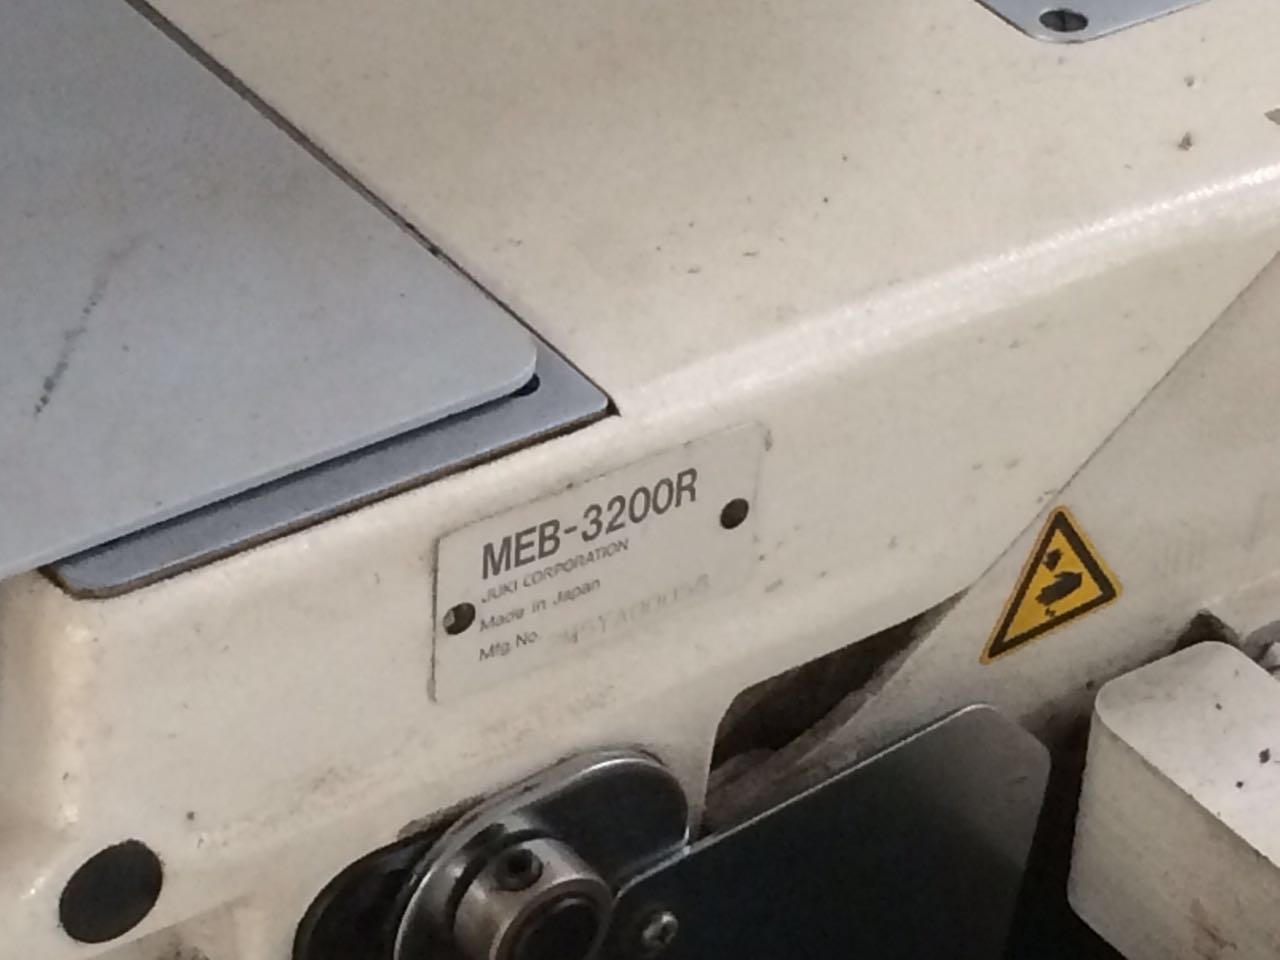 MEB-3200R
JUKI CORPORATION
Made in Japan
Mfg. No.